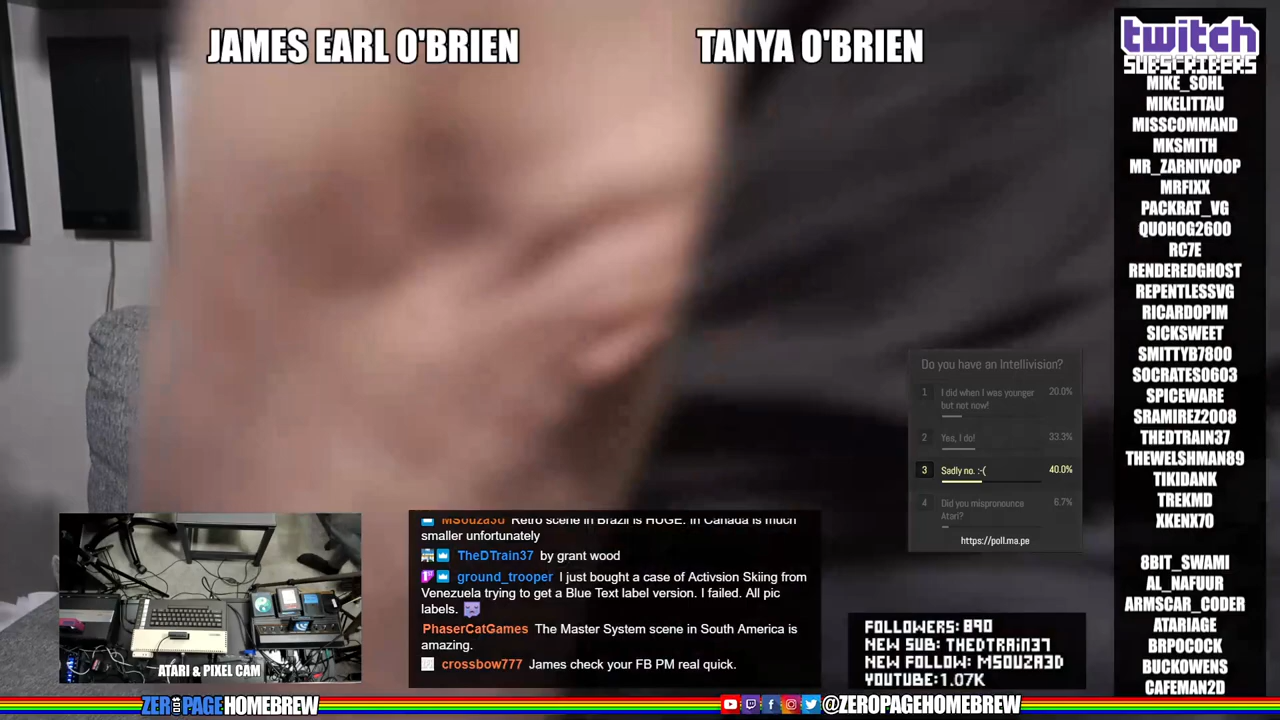 JAMES EARL O'BRIEN
TANYA O'BRIEN
twitch
SUBSCRIBERS
MIKE_SOHL
MIKELITTAU
MISSCOMMAND
MKSMITH
MR_ZARNIWOOP
MRFIXX
PACKRAT_VG
QUOHOG2600
RC7E
RENDEREDGHOST
REPENTLESSVG
RICARDOPIM
SICKSWEET
SMITTYB7800
SOCRATES0603
SPICEWARE
SRAMIREZ2008
THEDTRAIN37
THEWELSHMAN89
TIKIDANK
TREKMD
XKENX70
8BIT_SWAMI
AL_NAFUUR
ARMSCAR_CODER
ATARIAGE
BRPOCOCK
BUCKOWENS
CAFEMAN2D
Do you have an Intellivision?
1 I did when I was younger 20.0%
but not now!
2 Yes, I do! 33.3%
3 Sadly no. :-( 40.0%
4 Did you mispronounce 6.7%
Atari?
https://poll.ma.pe
MSouza3d Retro scene in Brazil is HUGE. in Canada is much
smaller unfortunately
TheDTrain37 by grant wood
ground_trooper I just bought a case of Activsion Skiing from
Venezuela trying to get a Blue Text label version. I failed. All pic
labels.
PhaserCatGames The Master System scene in South America is
amazing.
crossbow777 James check your FB PM real quick.
ATARI & PIXEL CAM
FOLLOWERS: 890
NEW SUB: THEDTRAIN37
NEW FOLLOW: MSOUZA3D
YOUTUBE:1.07K
ZEROPAGEHOMEBREW
@ZEROPAGEHOMEBREW